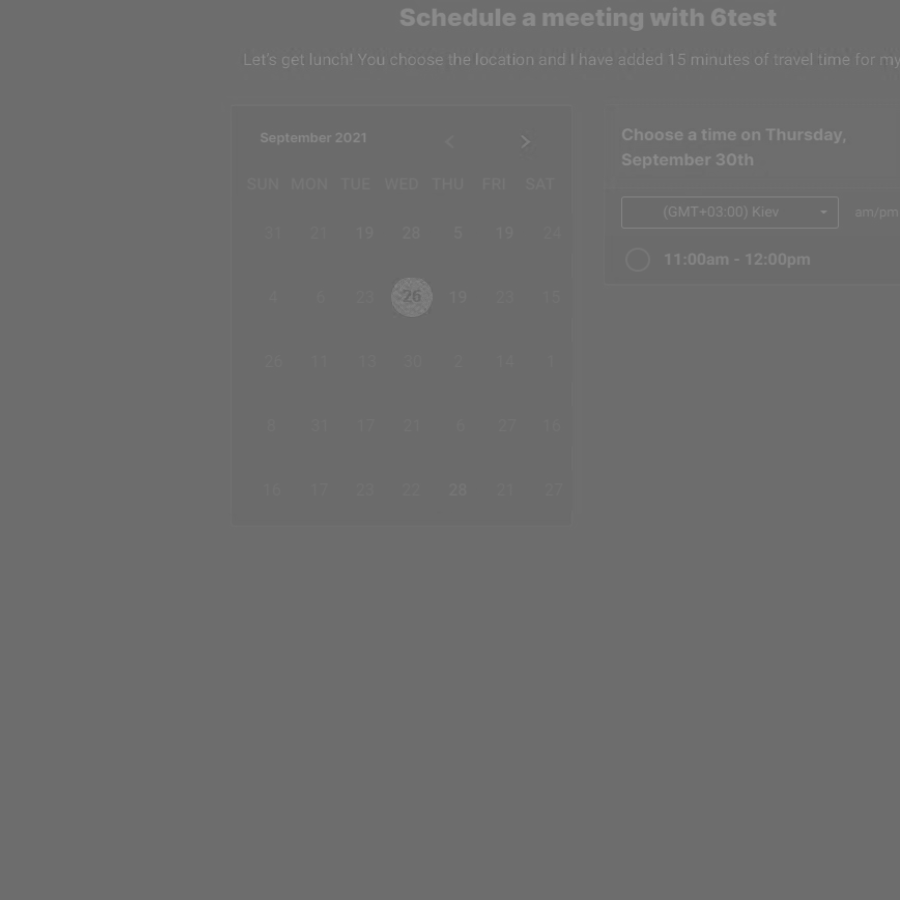 Schedule a meeting with 6test
Let's get lunch! You choose the location and I have added 15 minutes of travel time for my
September 2021
SUN MON TUE WED THU FRI SAT
31 21 19 28 5 19 24
4 6 23 26 19 23 15
26 11 13 30 2 14 1
8 31 17 21 6 27 16
16 17 23 22 28 21 27
Choose a time on Thursday,
September 30th
(GMT+03:00) Kiev am/pm
11:00am - 12:00pm